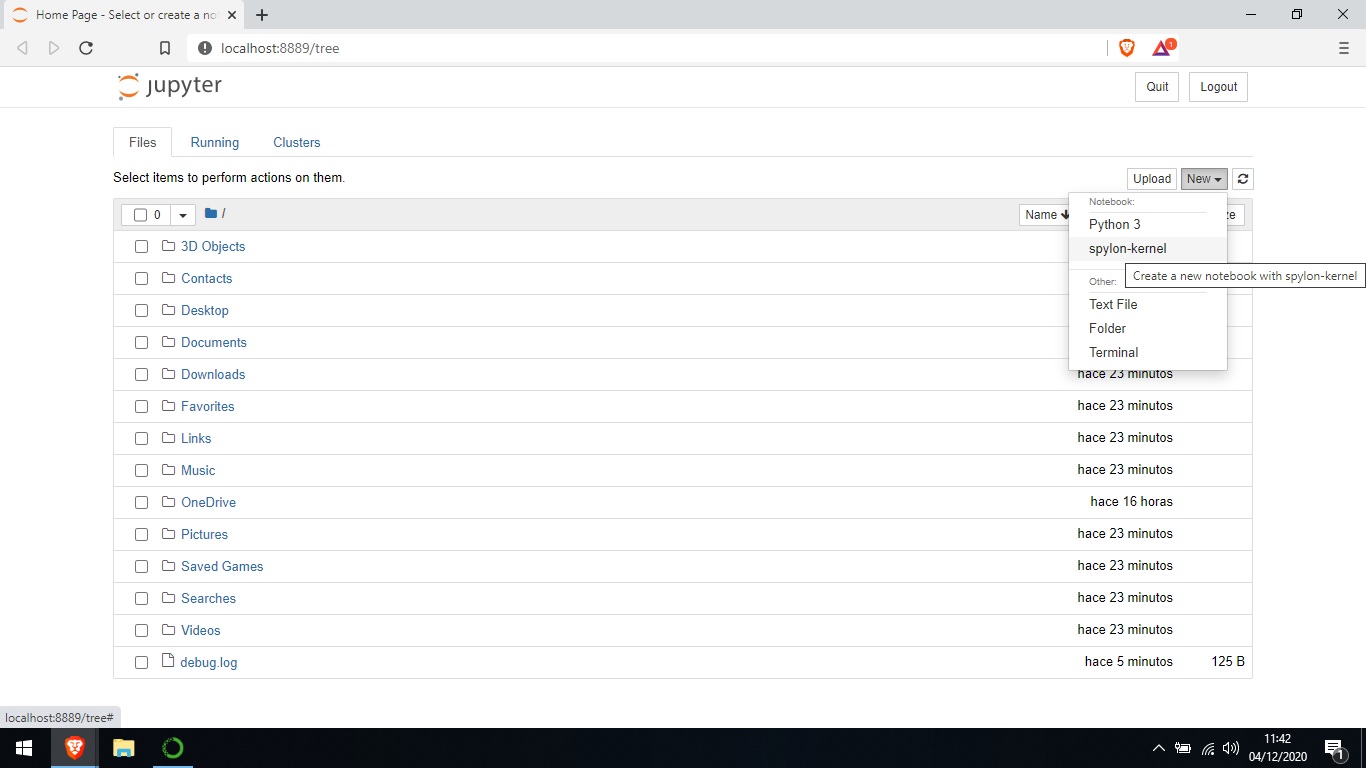 Home Page - Select or create a no
localhost:8889/tree
1
jupyter
Quit
Logout
Files
Running
Clusters
Select items to perform actions on them.
Upload
New
0
/
Name
Notebook:
Python 3
spylon-kernel
Create a new notebook with spylon-kernel
Other:
Text File
Folder
Terminal
3D Objects
Contacts
Desktop
Documents
Downloads
hace 23 minutos
Favorites
hace 23 minutos
Links
hace 23 minutos
Music
hace 23 minutos
OneDrive
hace 16 horas
Pictures
hace 23 minutos
Saved Games
hace 23 minutos
Searches
hace 23 minutos
Videos
hace 23 minutos
debug.log
hace 5 minutos
125 B
localhost:8889/tree#
11:42
04/12/2020
1